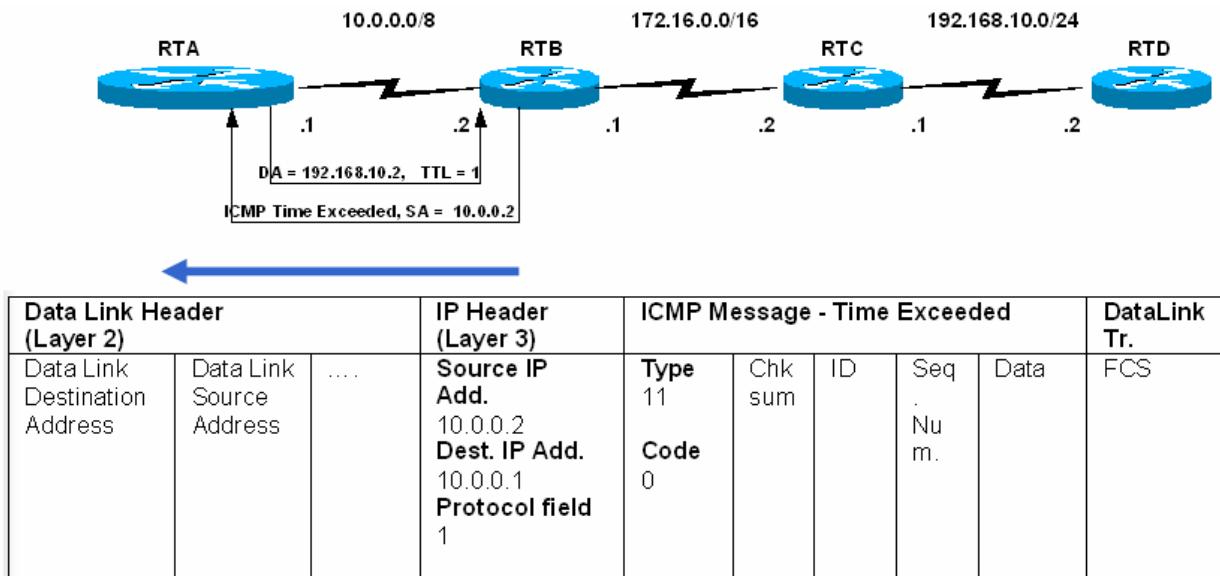 10.0.0.0/8 172.16.0.0/16 192.168.10.0/24
RTA RTB RTC RTD
.1 .2 .1 .2 .1 .2
DA = 192.168.10.2, TTL = 1
ICMP Time Exceeded, SA = 10.0.0.2
Data Link Header
(Layer 2)
IP Header
(Layer 3)
ICMP Message - Time Exceeded
DataLink
Tr.
Data Link
Destination
Address
Data Link
Source
Address
....
Source IP
Add.
10.0.0.2
Dest. IP Add.
10.0.0.1
Protocol field
1
Type
11
Code
0
Chk
sum
ID
Seq
.
Nu
m.
Data
FCS